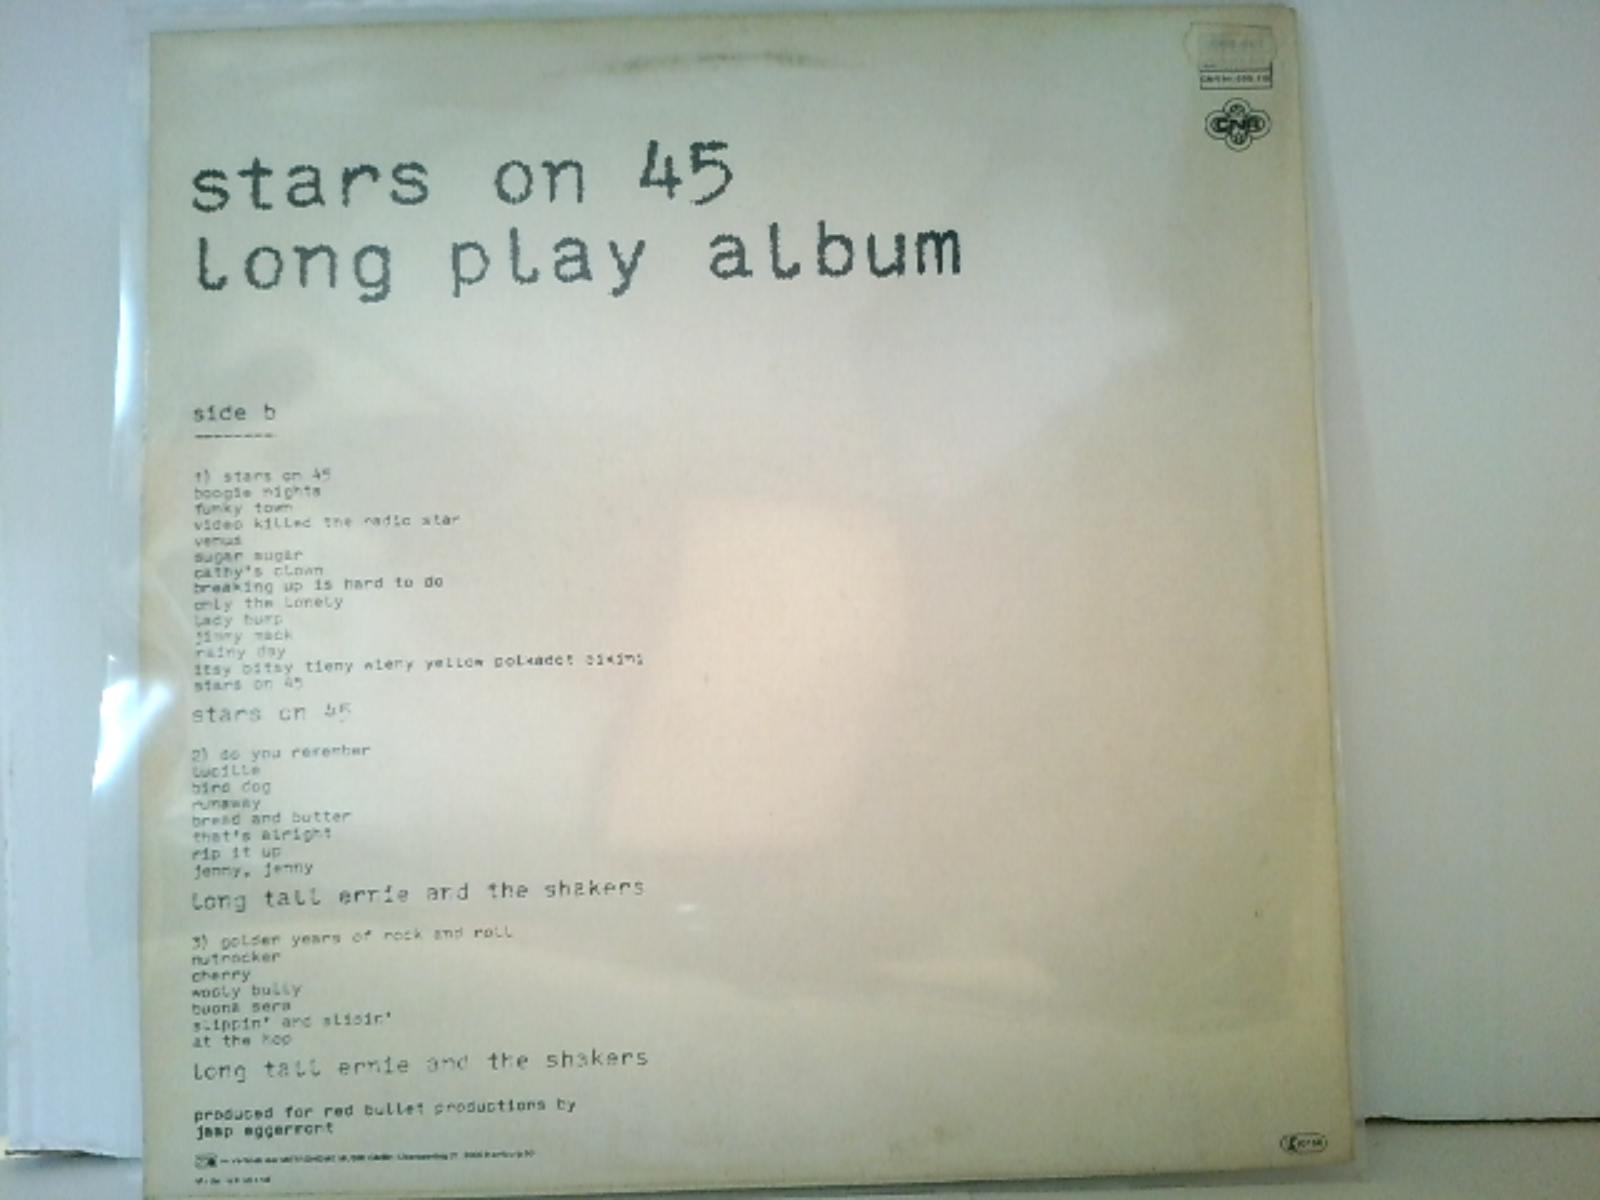 stars on 45
long play album
CNR
side b
--------
1) stars on 45
boogie nights
funky town
video killed the radio star
venus
sugar sugar
cathy's clown
breaking up is hard to do
only the lonely
lady bump
jimmy mack
rainy day
itsy bitsy tieny wieny yellow polkadot bikini
stars on 45
stars on 45
2) do you remember
lucille
bird dog
runaway
bread and butter
that's alright
rip it up
jenny, jenny
long tall ernie and the shakers
3) golden years of rock and roll
nutrocker
cherry
wooly bully
buona sera
slippin' and slidin'
at the hop
long tall ernie and the shakers
produced for red bullet productions by
jaap eggermont